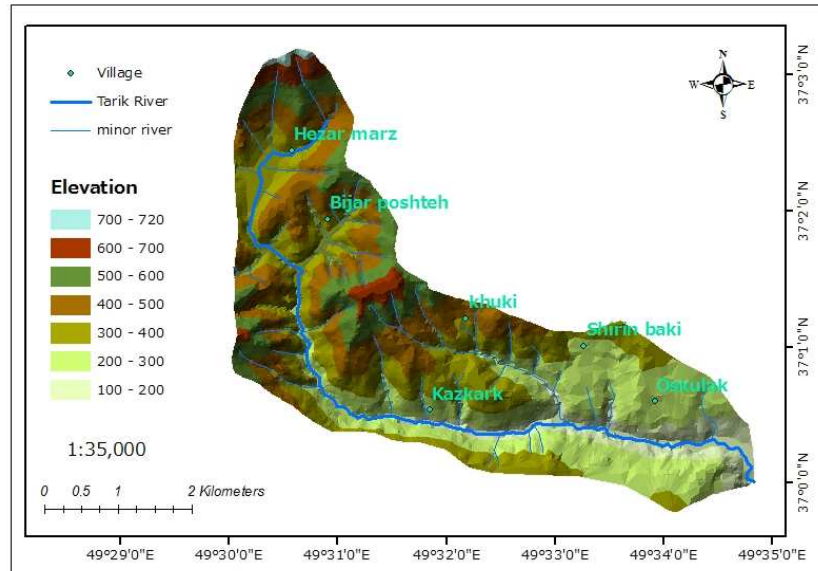 Village
Tarik River
minor river
Elevation
700 - 720
600 - 700
500 - 600
400 - 500
300 - 400
200 - 300
100 - 200
1:35,000
0 0.5 1 2 Kilometers
N
W E
S
Hezar marz
Bijar poshteh
khuki
Shirin baki
Kazkark
Oskulak
37°3'0"N
37°2'0"N
37°1'0"N
37°0'0"N
49°29'0"E 49°30'0"E 49°31'0"E 49°32'0"E 49°33'0"E 49°34'0"E 49°35'0"E